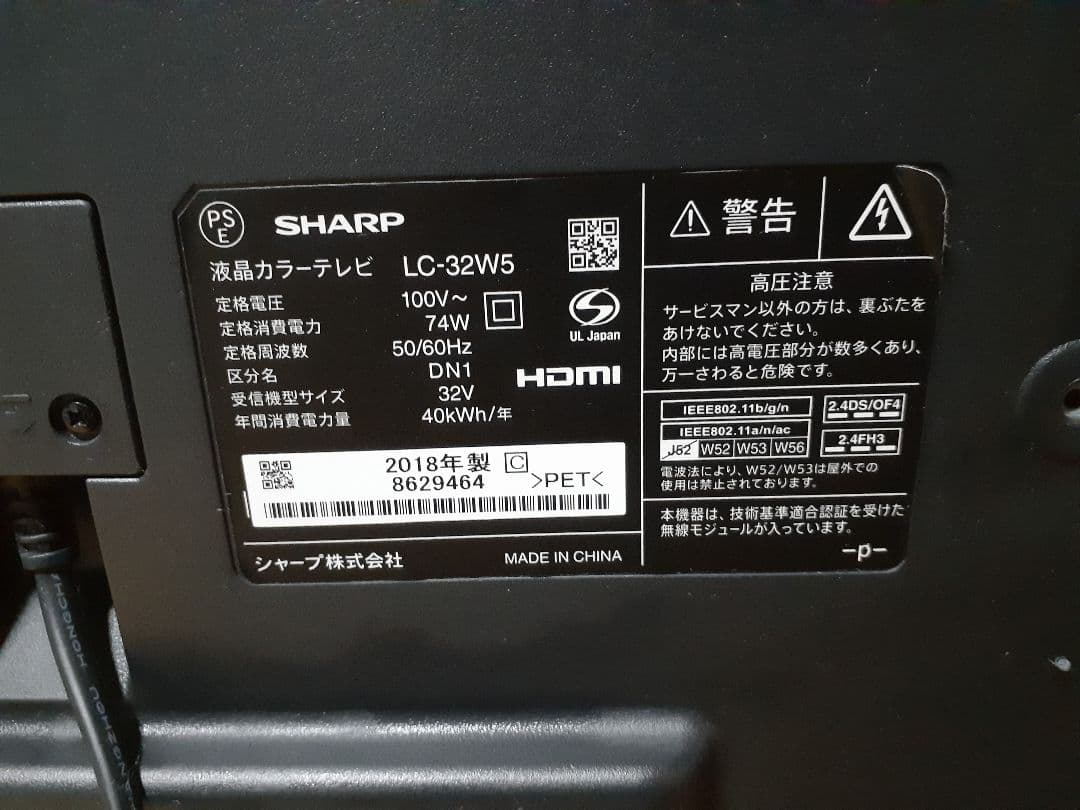 PS
E
SHARP
液晶カラーテレビ LC-32W5
定格電圧 100V~
定格消費電力 74W
定格周波数 50/60Hz
区分名 DN1
受信機型サイズ 32V
年間消費電力量 40kWh/年
UL Japan
HDMI
2018年製 C
8629464 >PET<
シャープ株式会社 MADE IN CHINA
警告
高圧注意
サービスマン以外の方は、裏ぶたを
あけないでください。
内部には高電圧部分が数多くあり、
万一さわると危険です。
IEEE802.11b/g/n 2.4DS/OF4
IEEE802.11a/n/ac
J52 W52 W53 W56 2.4FH3
電波法により、W52/W53は屋外での
使用は禁止されております。
本機器は、技術基準適合認証を受けた
無線モジュールが入っています。
-p-